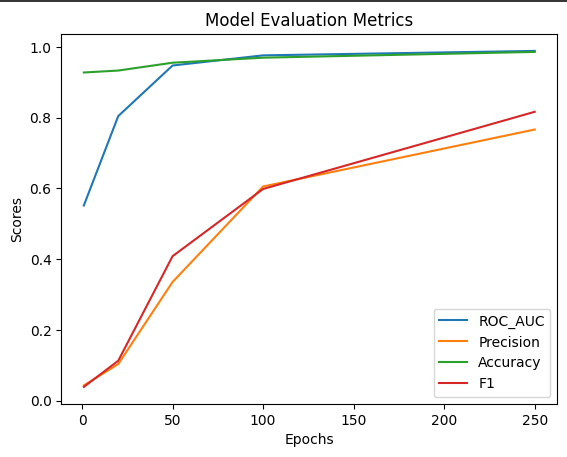 Model Evaluation Metrics
1.0
0.8
0.6
0.4
0.2
0.0
Scores
ROC_AUC
Precision
Accuracy
F1
0 50 100 150 200 250
Epochs